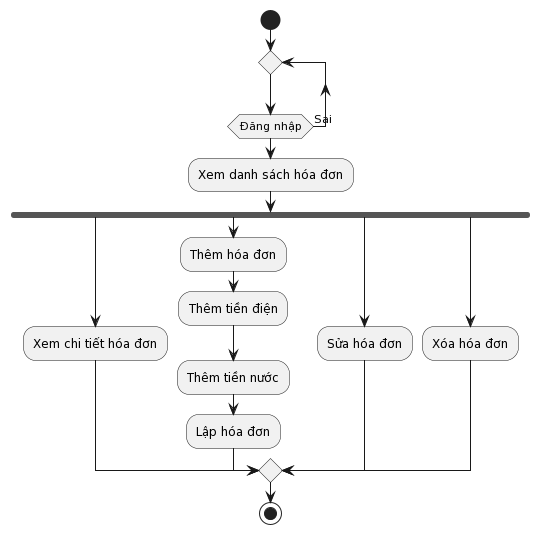 Đăng nhập
Sai
Xem danh sách hóa đơn
Thêm hóa đơn
Thêm tiền điện
Xem chi tiết hóa đơn
Sửa hóa đơn
Xóa hóa đơn
Thêm tiền nước
Lập hóa đơn